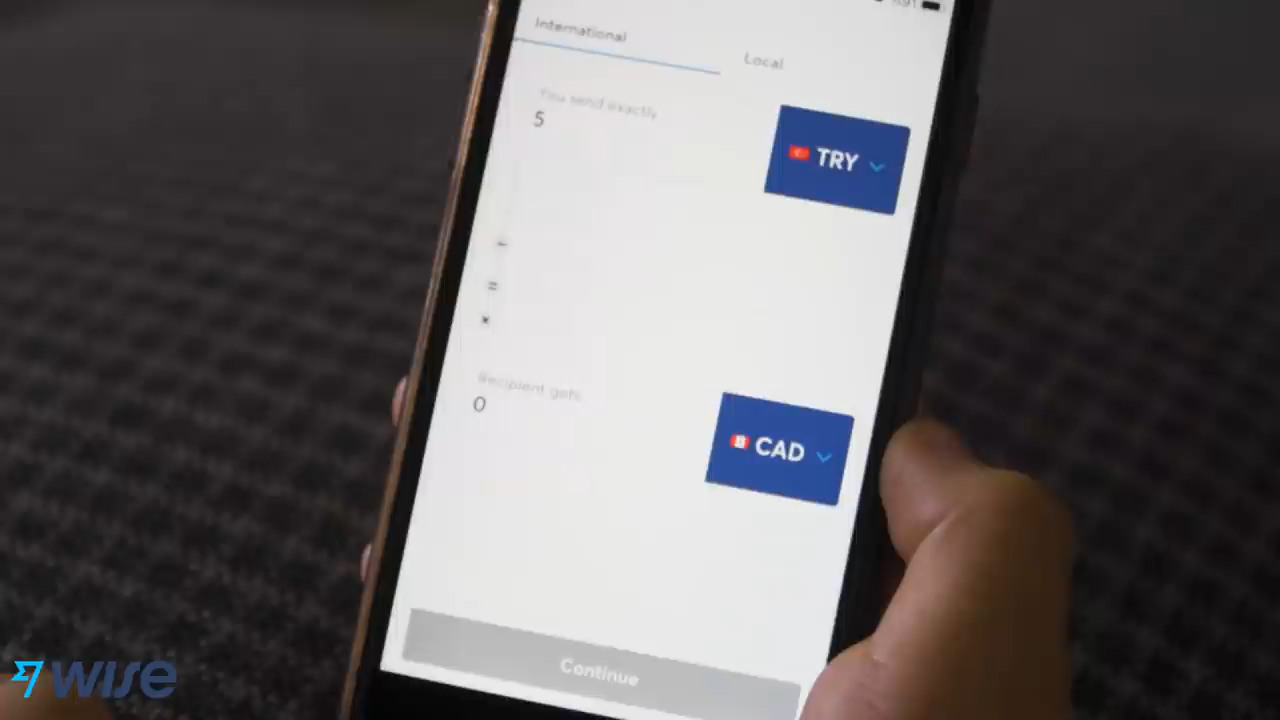 International
Local
You send exactly
5
TRY
-
=
×
Recipient gets
0
CAD
Continue
wise